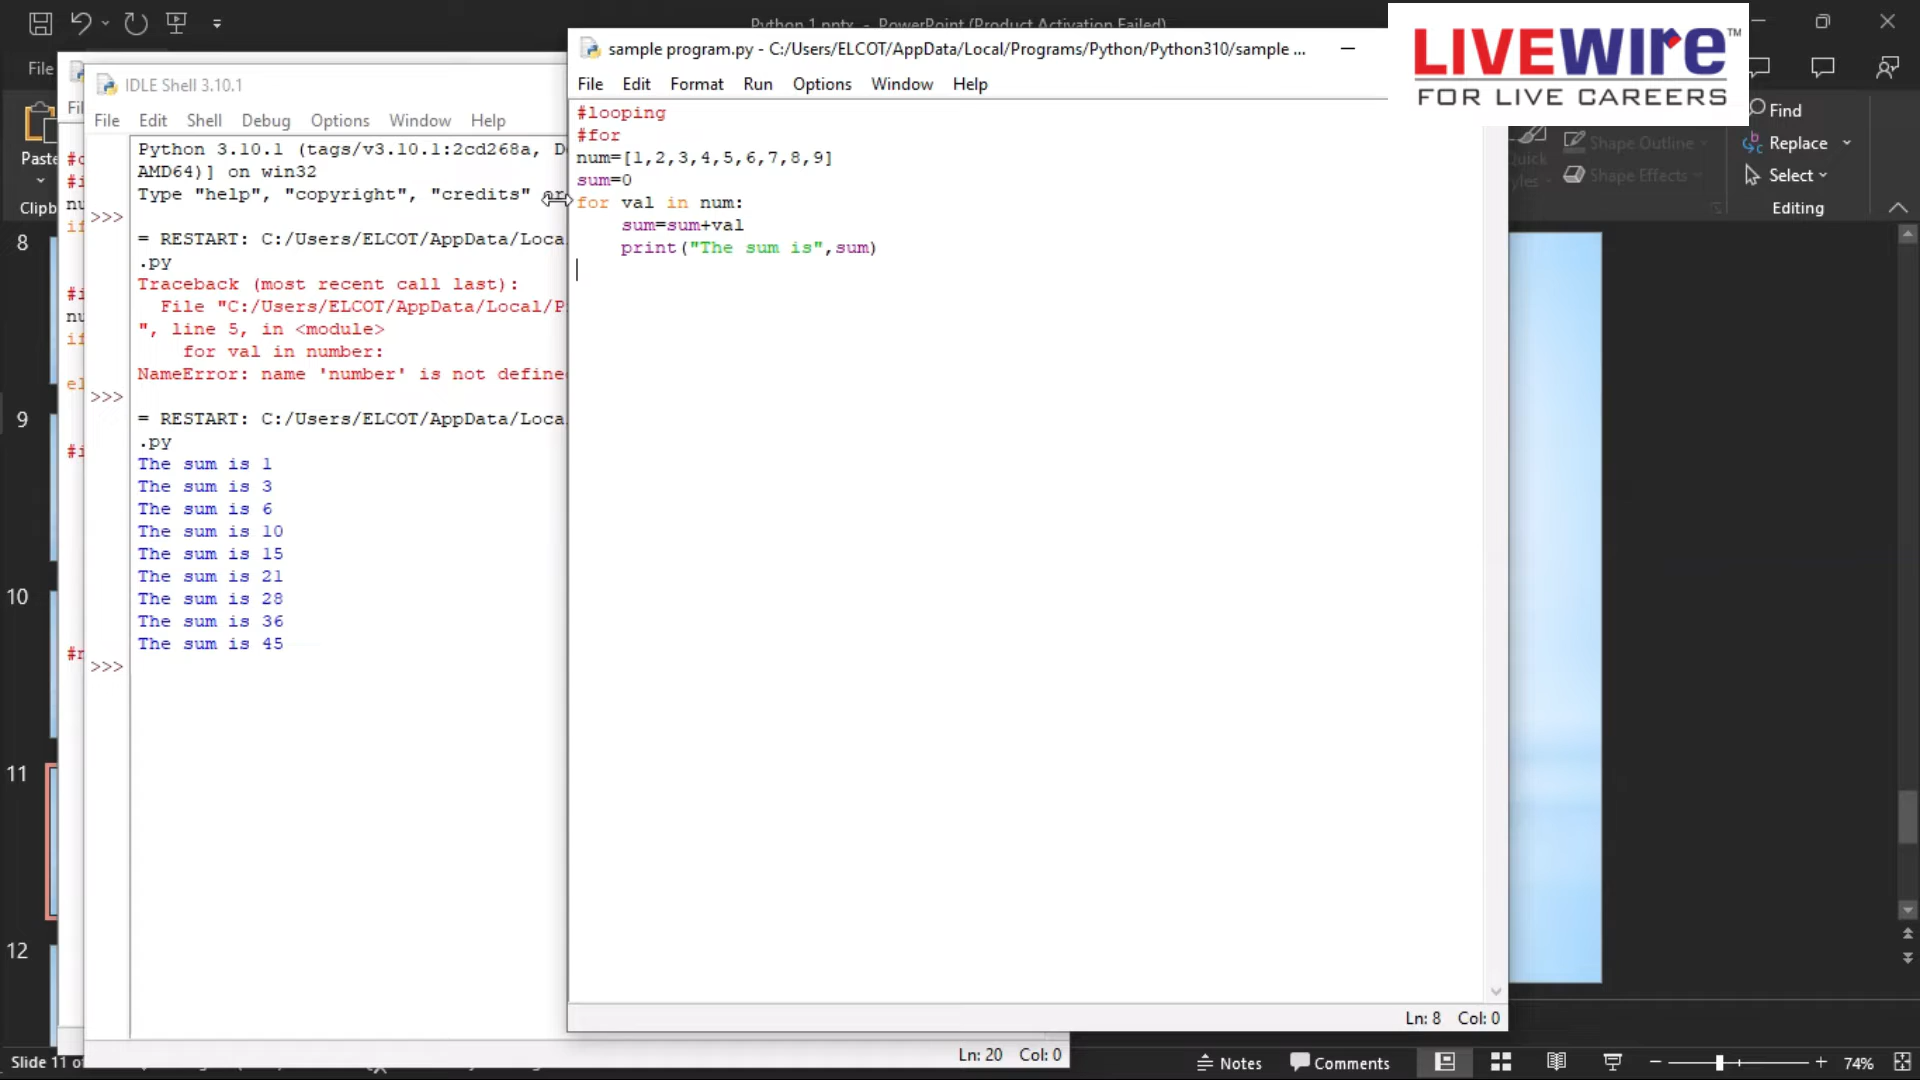 Python 1.pptx - PowerPoint (Product Activation Failed)
File
Paste
Clipb
LIVEWIRE™
FOR LIVE CAREERS
Shape Outline
Shape Effects
Find
Replace
Select
Editing
8
9
10
11
12
IDLE Shell 3.10.1
File Edit Shell Debug Options Window Help
Python 3.10.1 (tags/v3.10.1:2cd268a, D
AMD64)] on win32
Type "help", "copyright", "credits" or
>>>
= RESTART: C:/Users/ELCOT/AppData/Loca
.py
Traceback (most recent call last):
File "C:/Users/ELCOT/AppData/Local/P
", line 5, in <module>
for val in number:
NameError: name 'number' is not define
>>>
= RESTART: C:/Users/ELCOT/AppData/Loca
.py
The sum is 1
The sum is 3
The sum is 6
The sum is 10
The sum is 15
The sum is 21
The sum is 28
The sum is 36
The sum is 45
>>>
Ln: 20 Col: 0
sample program.py - C:/Users/ELCOT/AppData/Local/Programs/Python/Python310/sample ...
File Edit Format Run Options Window Help
#looping
#for
num=[1,2,3,4,5,6,7,8,9]
sum=0
for val in num:
sum=sum+val
print("The sum is",sum)
Ln: 8 Col: 0
Slide 11 o
Notes
Comments
74%